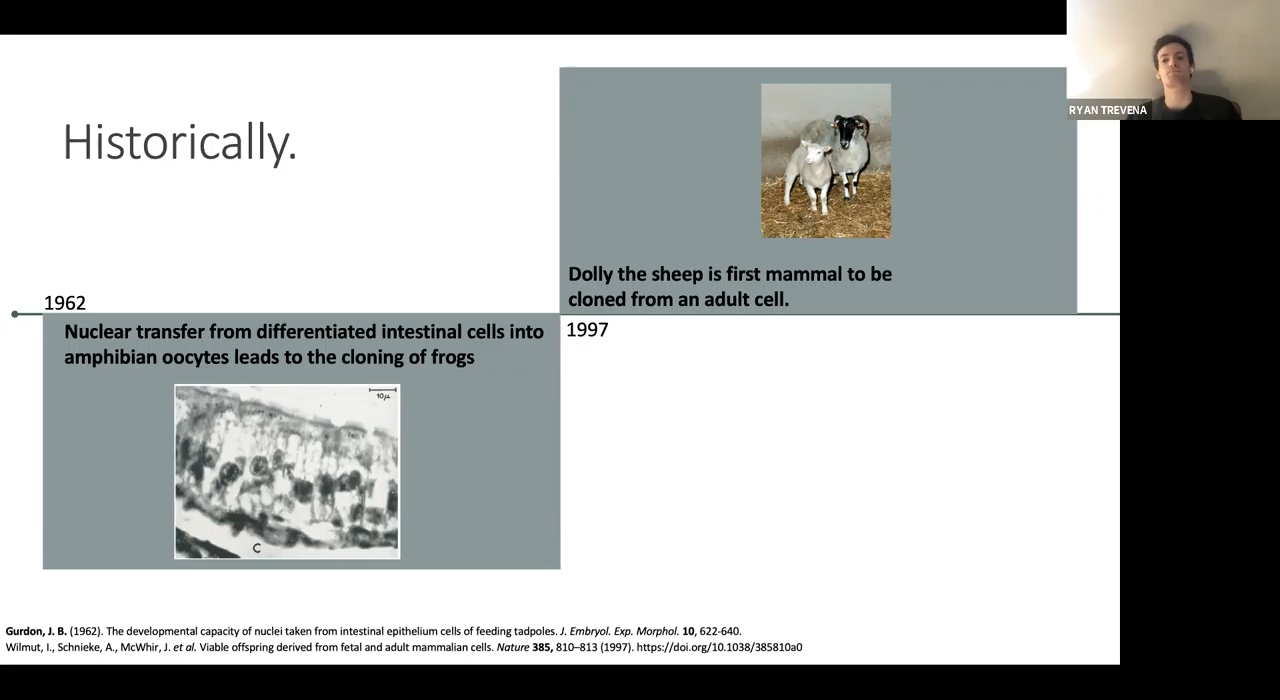 RYAN TREVENA
Historically.
Dolly the sheep is first mammal to be
cloned from an adult cell.
1962
Nuclear transfer from differentiated intestinal cells into
amphibian oocytes leads to the cloning of frogs
1997
10μ
C
Gurdon, J. B. (1962). The developmental capacity of nuclei taken from intestinal epithelium cells of feeding tadpoles. J. Embryol. Exp. Morphol. 10, 622-640.
Wilmut, I., Schnieke, A., McWhir, J. et al. Viable offspring derived from fetal and adult mammalian cells. Nature 385, 810–813 (1997). https://doi.org/10.1038/385810a0